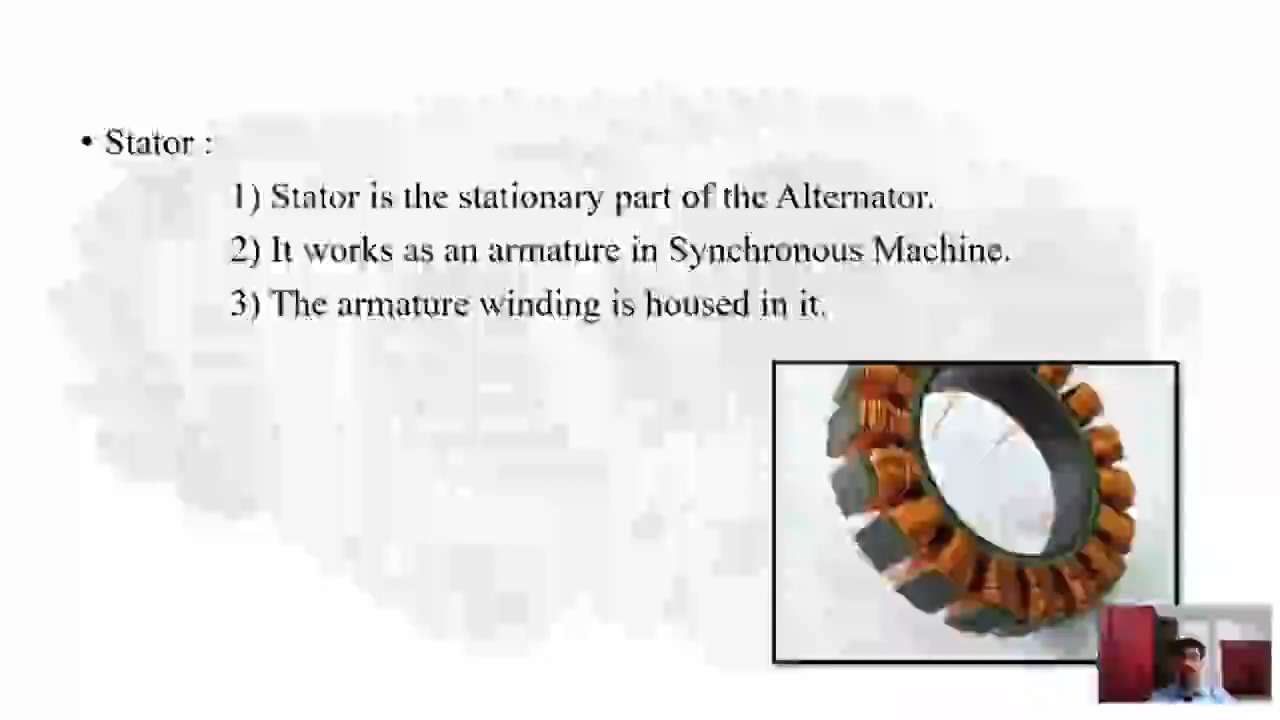 • Stator :
1) Stator is the stationary part of the Alternator.
2) It works as an armature in Synchronous Machine.
3) The armature winding is housed in it.